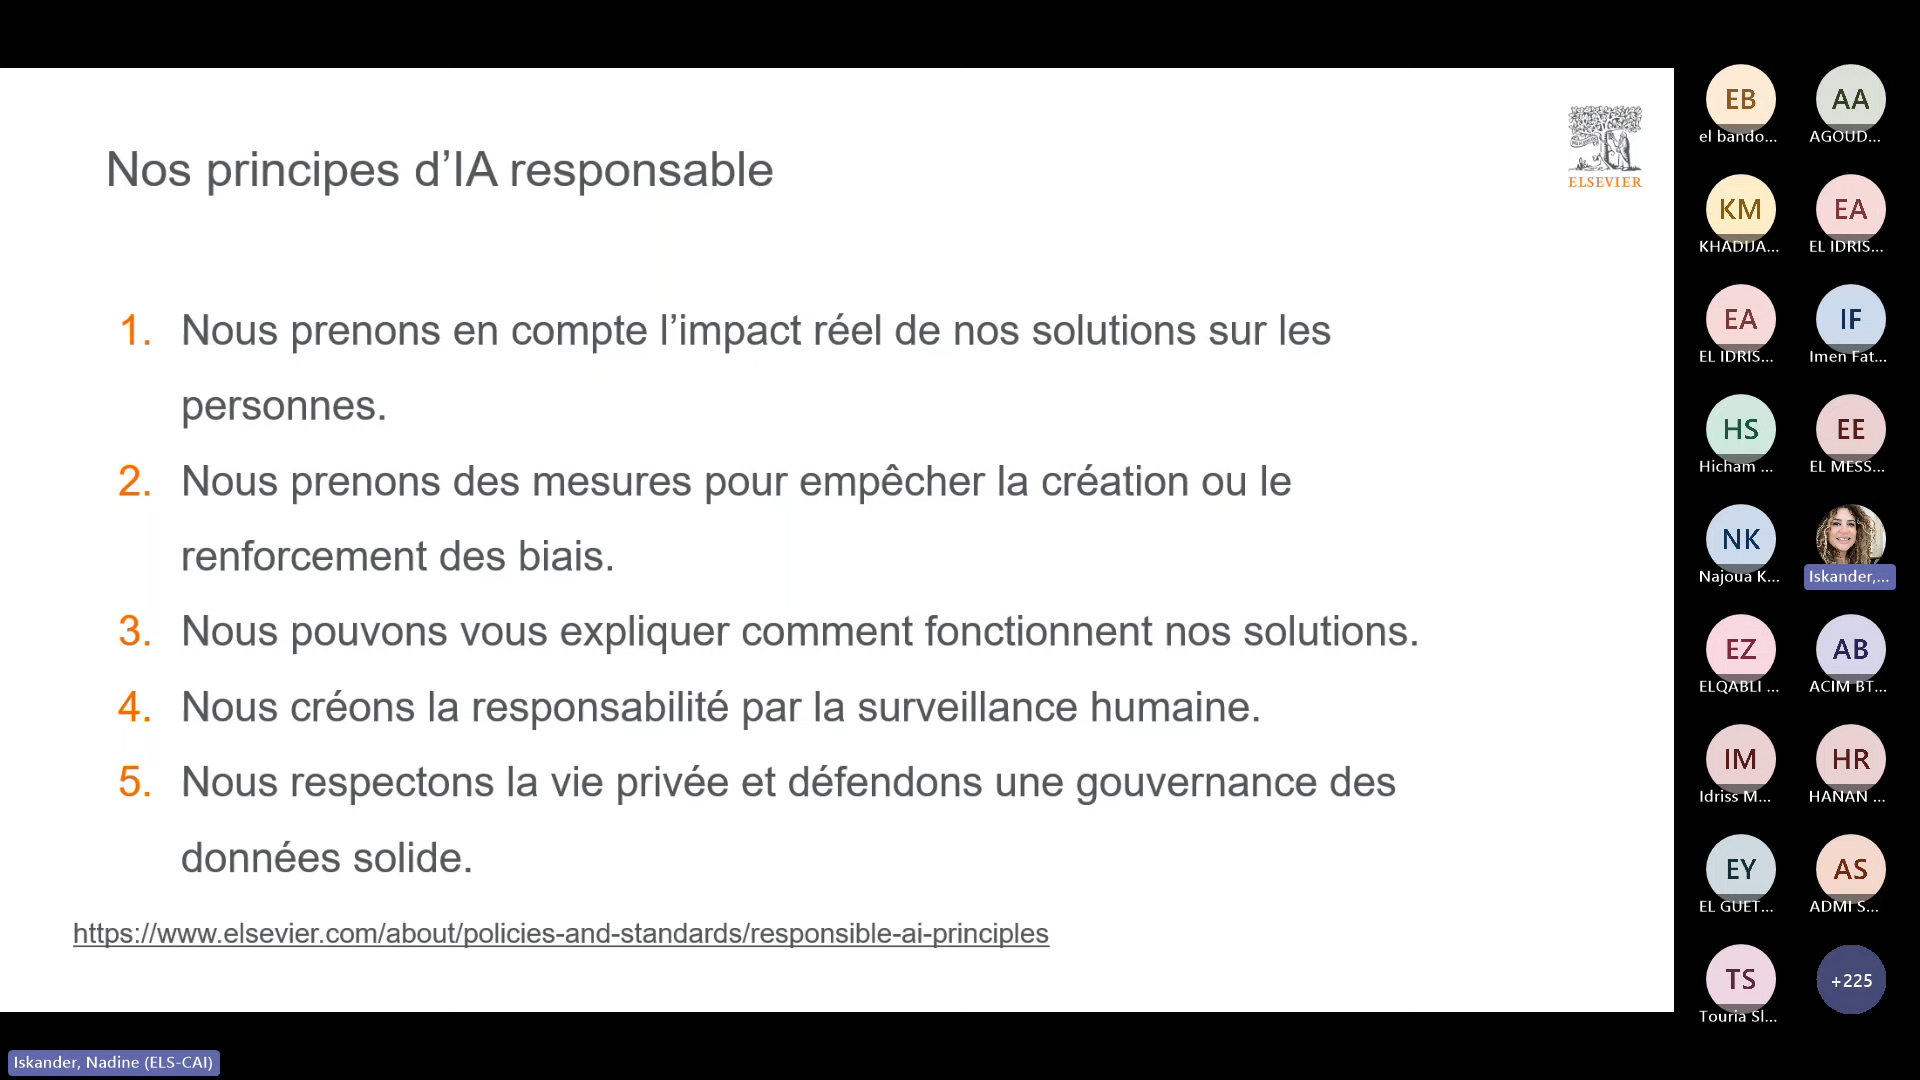 Nos principes d’IA responsable
ELSEVIER
1. Nous prenons en compte l’impact réel de nos solutions sur les
personnes.
2. Nous prenons des mesures pour empêcher la création ou le
renforcement des biais.
3. Nous pouvons vous expliquer comment fonctionnent nos solutions.
4. Nous créons la responsabilité par la surveillance humaine.
5. Nous respectons la vie privée et défendons une gouvernance des
données solide.
https://www.elsevier.com/about/policies-and-standards/responsible-ai-principles
Iskander, Nadine (ELS-CAI)
EB
el bando...
AA
AGOUD...
KM
KHADIJA...
EA
EL IDRIS...
EA
EL IDRIS...
IF
Imen Fat...
HS
Hicham ...
EE
EL MESS...
NK
Najoua K...
Iskander,...
EZ
ELQABLI ...
AB
ACIM BT...
IM
Idriss M...
HR
HANAN ...
EY
EL GUET...
AS
ADMI S...
TS
Touria Sl...
+225